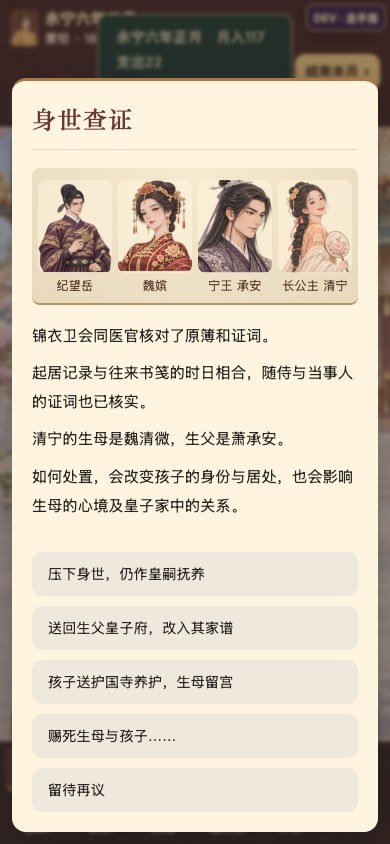 永宁六年正月 月入117
支出22
DEV
结束本月
身世查证
纪望岳
魏嫔
宁王 承安
长公主 清宁
锦衣卫会同医官核对了原簿和证词。
起居记录与往来书笺的时日相合，随侍与当事人
的证词也已核实。
清宁的生母是魏清微，生父是萧承安。
如何处置，会改变孩子的身份与居处，也会影响
生母的心境及皇子家中的关系。
压下身世，仍作皇嗣抚养
送回生父皇子府，改入其家谱
孩子送护国寺养护，生母留宫
赐死生母与孩子……
留待再议